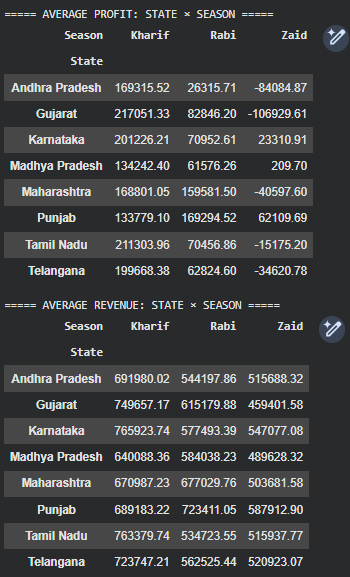 ===== AVERAGE PROFIT: STATE × SEASON =====
Season Kharif Rabi Zaid
State
Andhra Pradesh 169315.52 26315.71 -84084.87
Gujarat 217051.33 82846.20 -106929.61
Karnataka 201226.21 70952.61 23310.91
Madhya Pradesh 134242.40 61576.26 209.70
Maharashtra 168801.05 159581.50 -40597.60
Punjab 133779.10 169294.52 62109.69
Tamil Nadu 211303.96 70456.86 -15175.20
Telangana 199668.38 62824.60 -34620.78
===== AVERAGE REVENUE: STATE × SEASON =====
Season Kharif Rabi Zaid
State
Andhra Pradesh 691980.02 544197.86 515688.32
Gujarat 749657.17 615179.88 459401.58
Karnataka 765923.74 577493.39 547077.08
Madhya Pradesh 640088.36 584038.23 489628.32
Maharashtra 670987.23 677029.76 503681.58
Punjab 689183.22 723411.05 587912.90
Tamil Nadu 763379.74 534723.55 515937.77
Telangana 723747.21 562525.44 520923.07